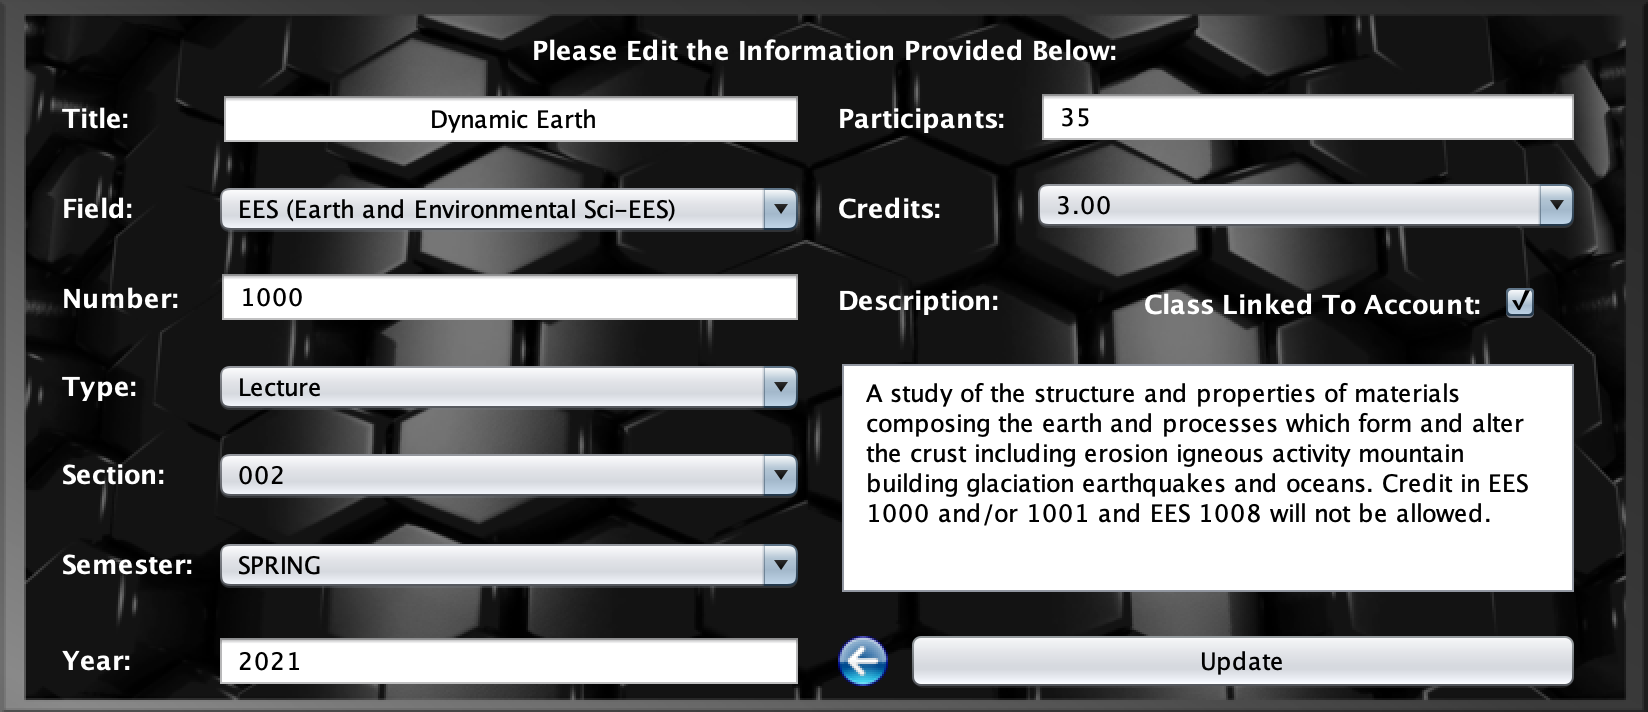 Please Edit the Information Provided Below:
Title:
Dynamic Earth
Field:
EES (Earth and Environmental Sci-EES)
Number:
1000
Type:
Lecture
Section:
002
Semester:
SPRING
Year:
2021
Participants:
35
Credits:
3.00
Description:
Class Linked To Account:
A study of the structure and properties of materials
composing the earth and processes which form and alter
the crust including erosion igneous activity mountain
building glaciation earthquakes and oceans. Credit in EES
1000 and/or 1001 and EES 1008 will not be allowed.
Update